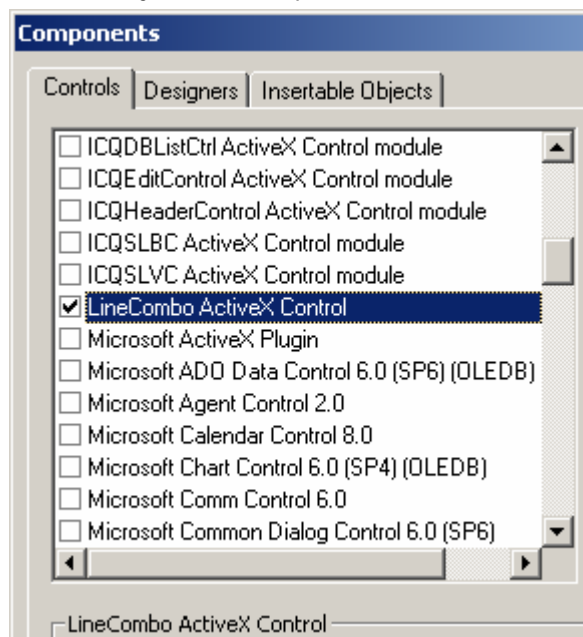 Components
Controls Designers Insertable Objects
ICQDBListCtrl ActiveX Control module
ICQEditControl ActiveX Control module
ICQHeaderControl ActiveX Control module
ICQSLBC ActiveX Control module
ICQSLVC ActiveX Control module
LineCombo ActiveX Control
Microsoft ActiveX Plugin
Microsoft ADO Data Control 6.0 (SP6) (OLEDB)
Microsoft Agent Control 2.0
Microsoft Calendar Control 8.0
Microsoft Chart Control 6.0 (SP4) (OLEDB)
Microsoft Comm Control 6.0
Microsoft Common Dialog Control 6.0 (SP6)
LineCombo ActiveX Control